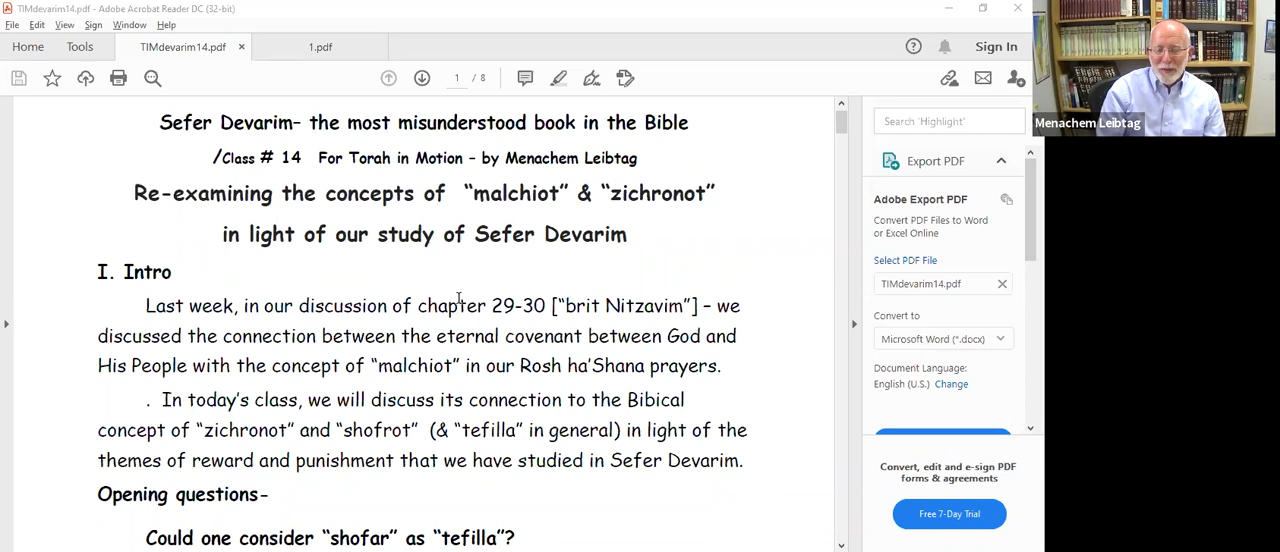 TIMdevarim14.pdf - Adobe Acrobat Reader DC (32-bit)
File Edit View Sign Window Help
Home Tools TIMdevarim14.pdf × 1.pdf Sign In
1 / 8
Sefer Devarim– the most misunderstood book in the Bible
/Class # 14 For Torah in Motion – by Menachem Leibtag
Re-examining the concepts of “malchiot” & “zichronot”
in light of our study of Sefer Devarim
I. Intro
Last week, in our discussion of chapter 29-30 [“brit Nitzavim”] – we
discussed the connection between the eternal covenant between God and
His People with the concept of “malchiot” in our Rosh ha’Shana prayers.
. In today’s class, we will discuss its connection to the Bibical
concept of “zichronot” and “shofrot” (& “tefilla” in general) in light of the
themes of reward and punishment that we have studied in Sefer Devarim.
Opening questions-
Could one consider “shofar” as “tefilla”?
Search 'Highlight'
Export PDF
Adobe Export PDF
Convert PDF Files to Word
or Excel Online
Select PDF File
TIMdevarim14.pdf
Convert to
Microsoft Word (*.docx)
Document Language:
English (U.S.) Change
Convert, edit and e-sign PDF
forms & agreements
Free 7-Day Trial
Menachem Leibtag